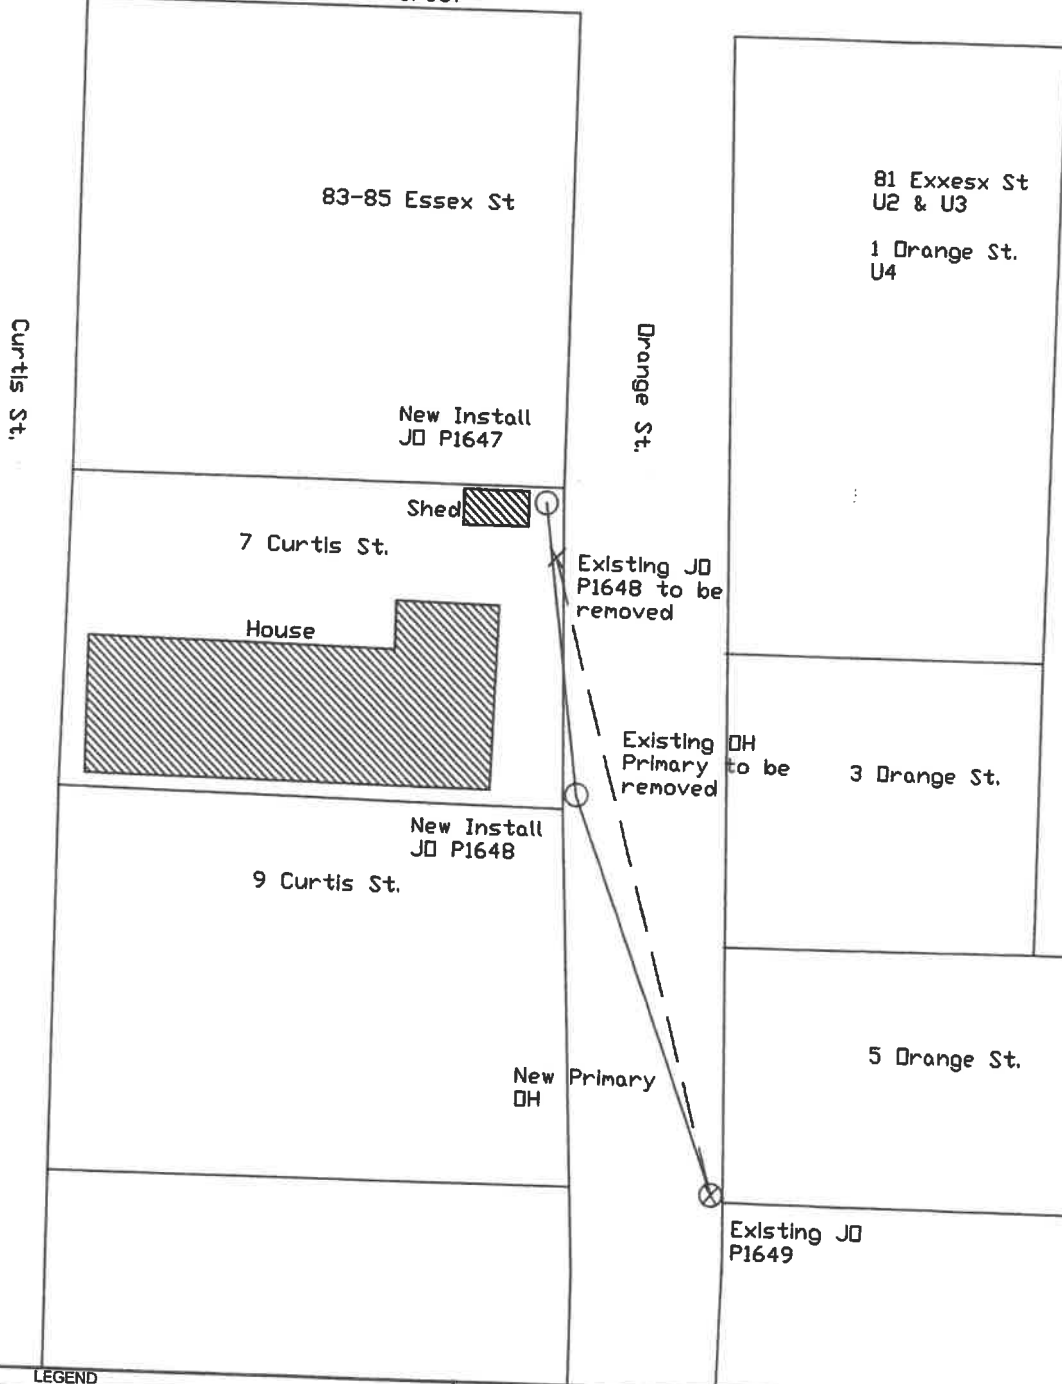 83-85 Essex St
81 Exxesx St
U2 & U3
1 Orange St.
U4
Curtis St.
Orange St.
New Install
JO P1647
Shed
7 Curtis St.
Existing JO
P1648 to be
removed
House
Existing OH
Primary to be
removed
3 Orange St.
New Install
JO P1648
9 Curtis St.
5 Orange St.
New Primary
OH
Existing JO
P1649
LEGEND